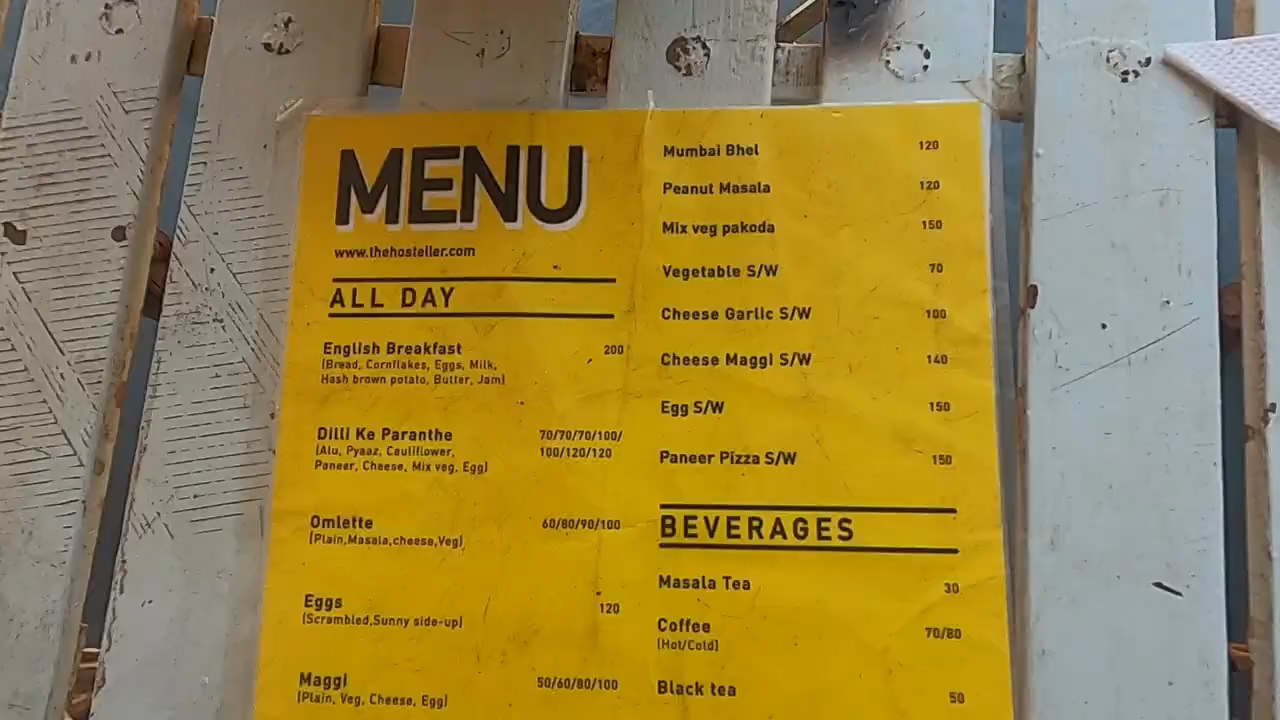 MENU
www.thehosteller.com
ALL DAY
English Breakfast 200
(Bread, Cornflakes, Eggs, Milk,
Hash brown potato, Butter, Jam)
Dilli Ke Paranthe 70/70/70/100/
(Alu, Pyaaz, Cauliflower, 100/120/120
Paneer, Cheese, Mix veg, Egg)
Omlette 60/80/90/100
(Plain,Masala,cheese,Veg)
Eggs 120
(Scrambled,Sunny side-up)
Maggi 50/60/80/100
(Plain, Veg, Cheese, Egg)
Mumbai Bhel 120
Peanut Masala 120
Mix veg pakoda 150
Vegetable S/W 70
Cheese Garlic S/W 100
Cheese Maggi S/W 140
Egg S/W 150
Paneer Pizza S/W 150
BEVERAGES
Masala Tea 30
Coffee 70/80
(Hot/Cold)
Black tea 50